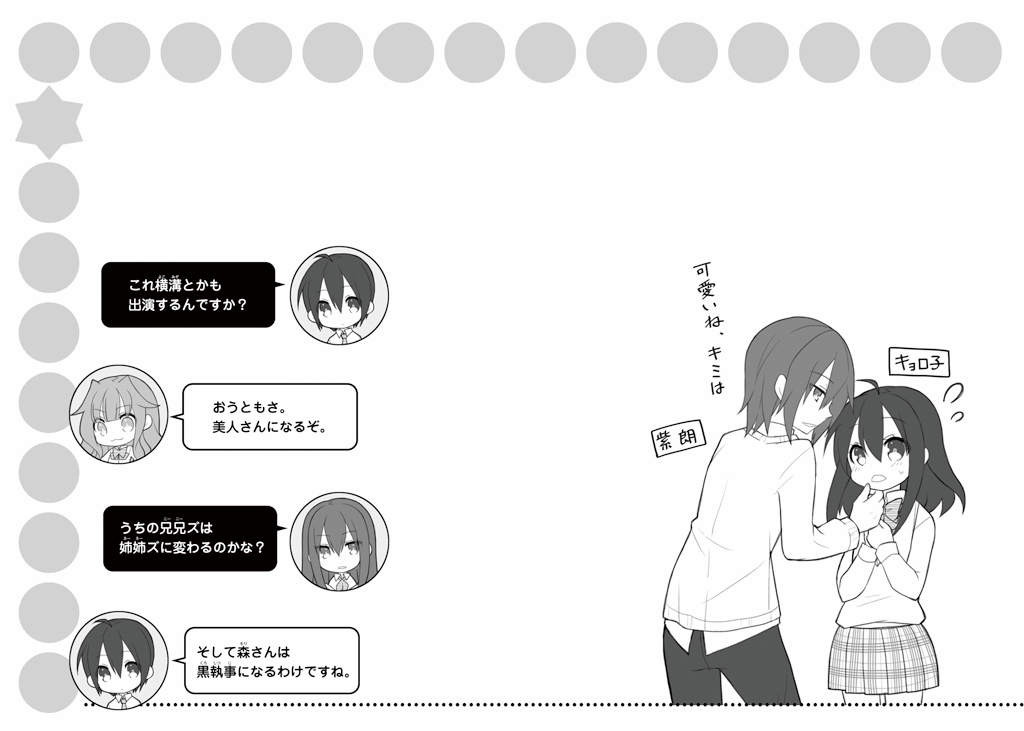 これ横溝とかも
出演するんですか？
おうともさ。
美人さんになるぞ。
うちの兄兄ズは
姉姉ズに変わるのかな？
そして森さんは
黒執事になるわけですね。
可愛いね、キミは
キョロ子
紫朗